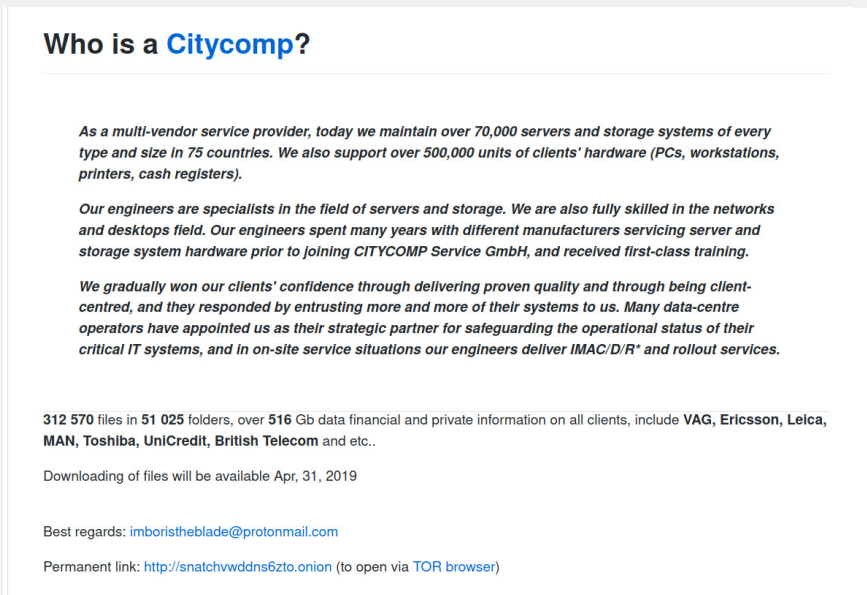 Who is a Citycomp?
As a multi-vendor service provider, today we maintain over 70,000 servers and storage systems of every
type and size in 75 countries. We also support over 500,000 units of clients' hardware (PCs, workstations,
printers, cash registers).
Our engineers are specialists in the field of servers and storage. We are also fully skilled in the networks
and desktops field. Our engineers spent many years with different manufacturers servicing server and
storage system hardware prior to joining CITYCOMP Service GmbH, and received first-class training.
We gradually won our clients' confidence through delivering proven quality and through being client-
centred, and they responded by entrusting more and more of their systems to us. Many data-centre
operators have appointed us as their strategic partner for safeguarding the operational status of their
critical IT systems, and in on-site service situations our engineers deliver IMAC/D/R* and rollout services.
312 570 files in 51 025 folders, over 516 Gb data financial and private information on all clients, include VAG, Ericsson, Leica,
MAN, Toshiba, UniCredit, British Telecom and etc..
Downloading of files will be available Apr, 31, 2019
Best regards: imboristheblade@protonmail.com
Permanent link: http://snatchvwddns6zto.onion (to open via TOR browser)